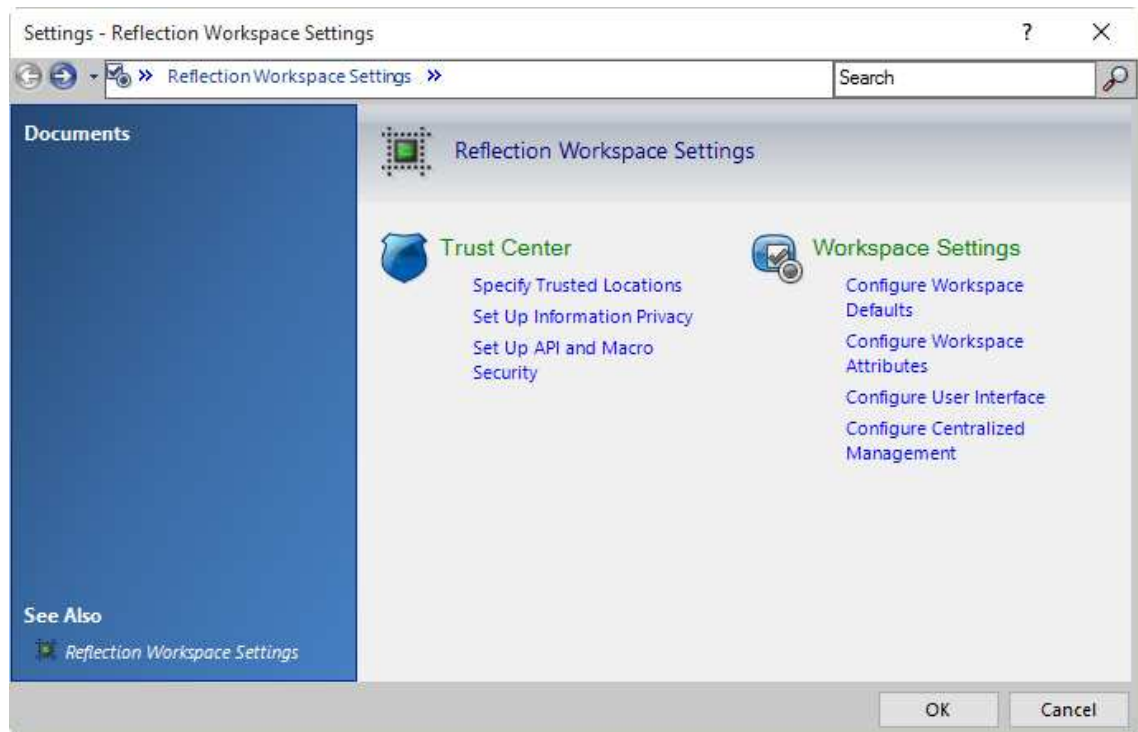 Settings - Reflection Workspace Settings
?
Reflection Workspace Settings
Search
Documents
Reflection Workspace Settings
Trust Center
Specify Trusted Locations
Set Up Information Privacy
Set Up API and Macro
Security
Workspace Settings
Configure Workspace
Defaults
Configure Workspace
Attributes
Configure User Interface
Configure Centralized
Management
See Also
Reflection Workspace Settings
OK
Cancel